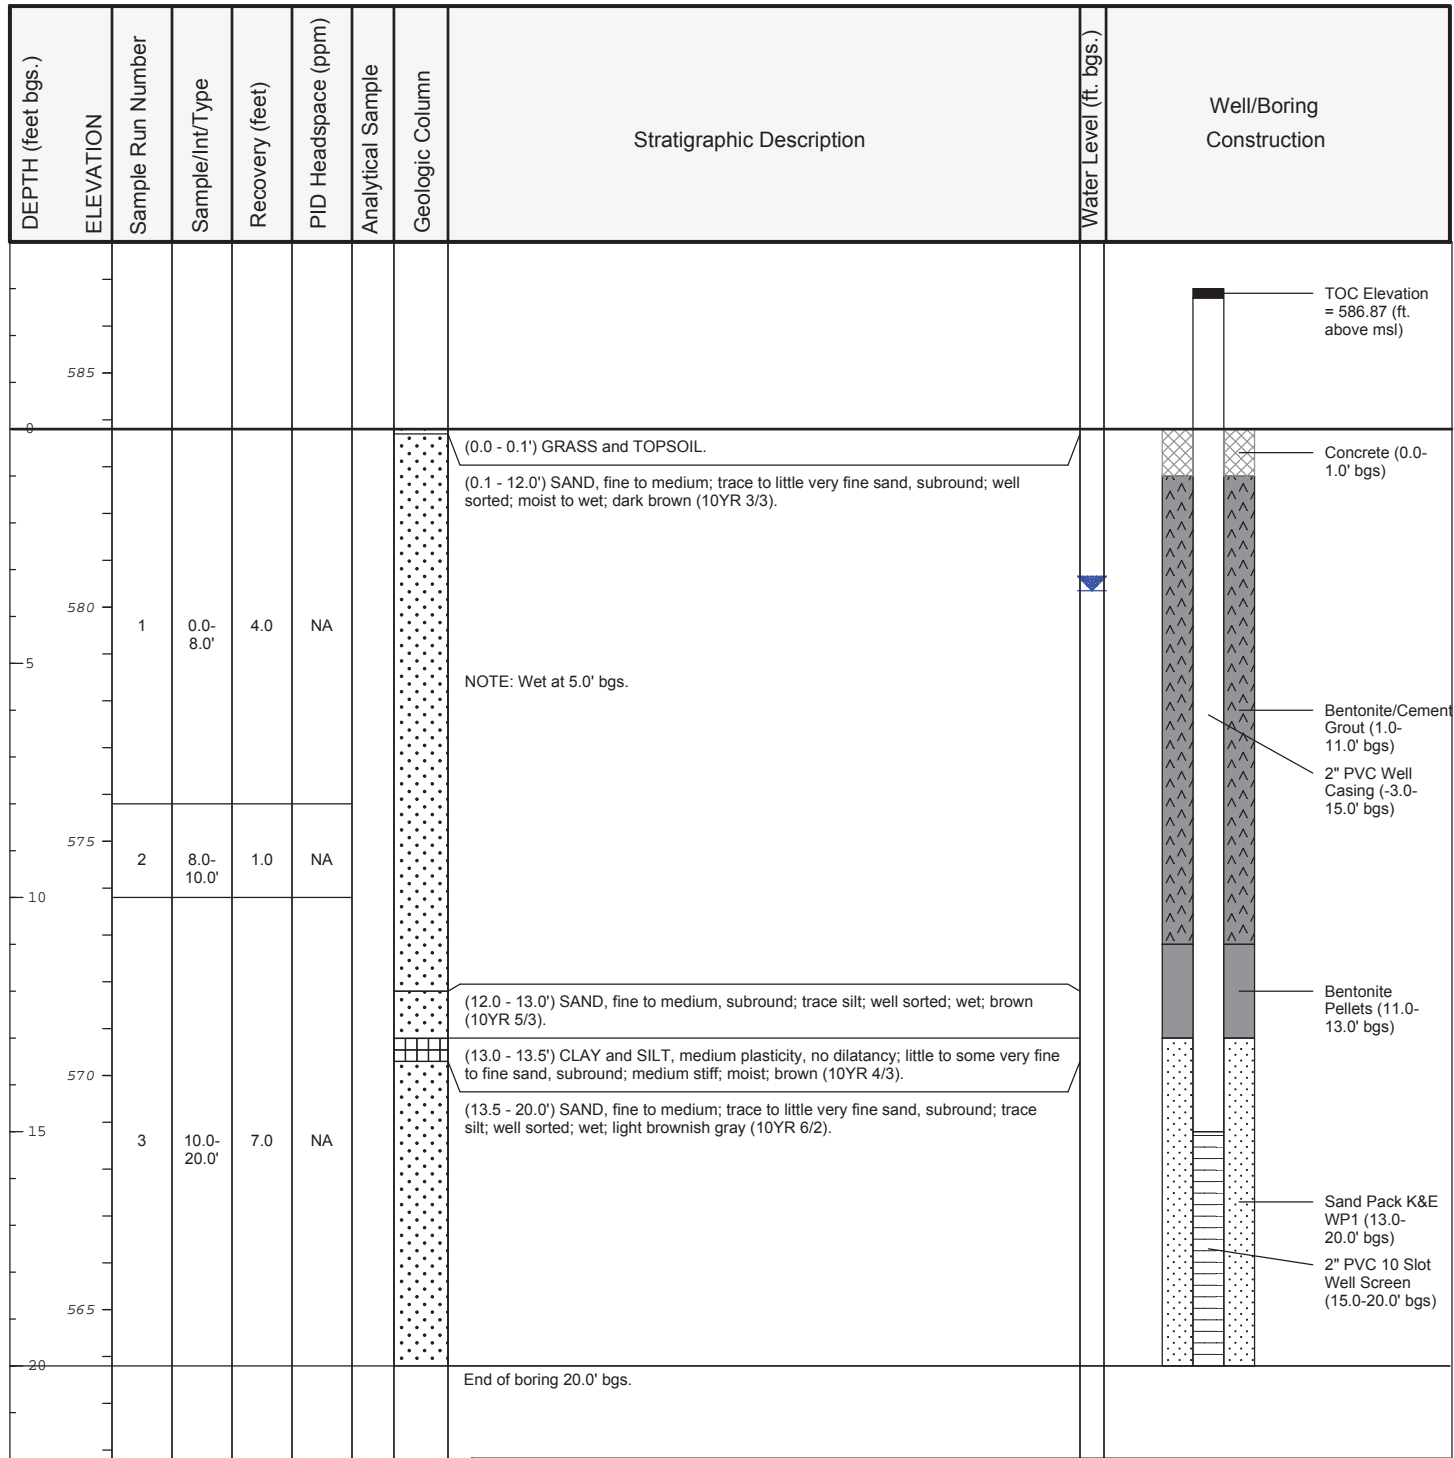 DEPTH (feet bgs.)
ELEVATION
Sample Run Number
Sample/Int/Type
Recovery (feet)
PID Headspace (ppm)
Analytical Sample
Geologic Column
Stratigraphic Description
Water Level (ft. bgs.)
Well/Boring
Construction
TOC Elevation
= 586.87 (ft.
above msl)
585
0
(0.0 - 0.1') GRASS and TOPSOIL.
(0.1 - 12.0') SAND, fine to medium; trace to little very fine sand, subround; well
sorted; moist to wet; dark brown (10YR 3/3).
Concrete (0.0-
1.0' bgs)
580
1
0.0-
8.0'
4.0
NA
5
NOTE: Wet at 5.0' bgs.
Bentonite/Cement
Grout (1.0-
11.0' bgs)
2" PVC Well
Casing (-3.0-
15.0' bgs)
575
2
8.0-
10.0'
1.0
NA
10
(12.0 - 13.0') SAND, fine to medium, subround; trace silt; well sorted; wet; brown
(10YR 5/3).
Bentonite
Pellets (11.0-
13.0' bgs)
(13.0 - 13.5') CLAY and SILT, medium plasticity, no dilatancy; little to some very fine
to fine sand, subround; medium stiff; moist; brown (10YR 4/3).
570
(13.5 - 20.0') SAND, fine to medium; trace to little very fine sand, subround; trace
silt; well sorted; wet; light brownish gray (10YR 6/2).
15
3
10.0-
20.0'
7.0
NA
Sand Pack K&E
WP1 (13.0-
20.0' bgs)
2" PVC 10 Slot
Well Screen
(15.0-20.0' bgs)
565
20
End of boring 20.0' bgs.